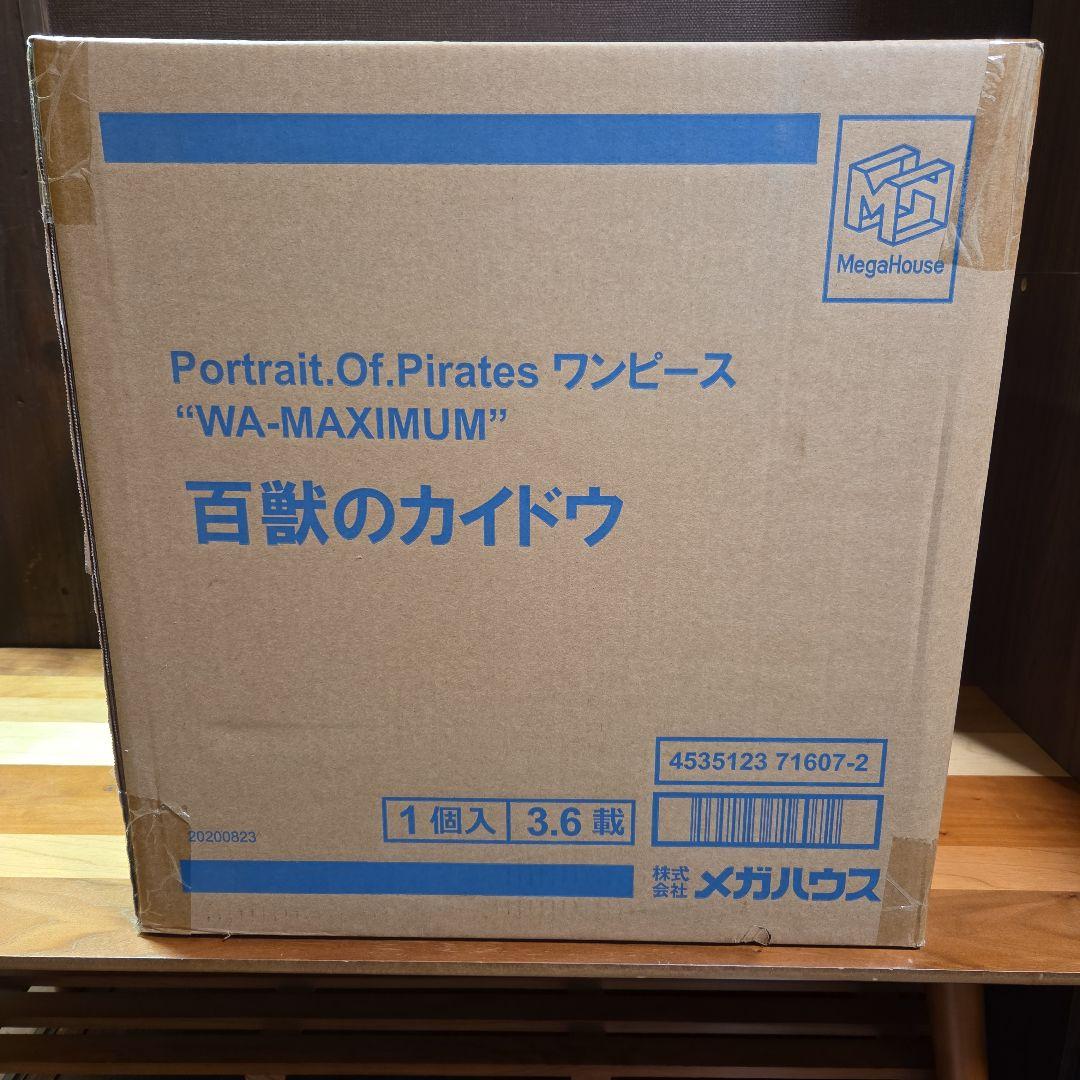 MegaHouse
Portrait.Of.Pirates ワンピース
“WA-MAXIMUM”
百獣のカイドウ
4535123 71607-2
1個入 3.6載
20200823
株式会社 メガハウス